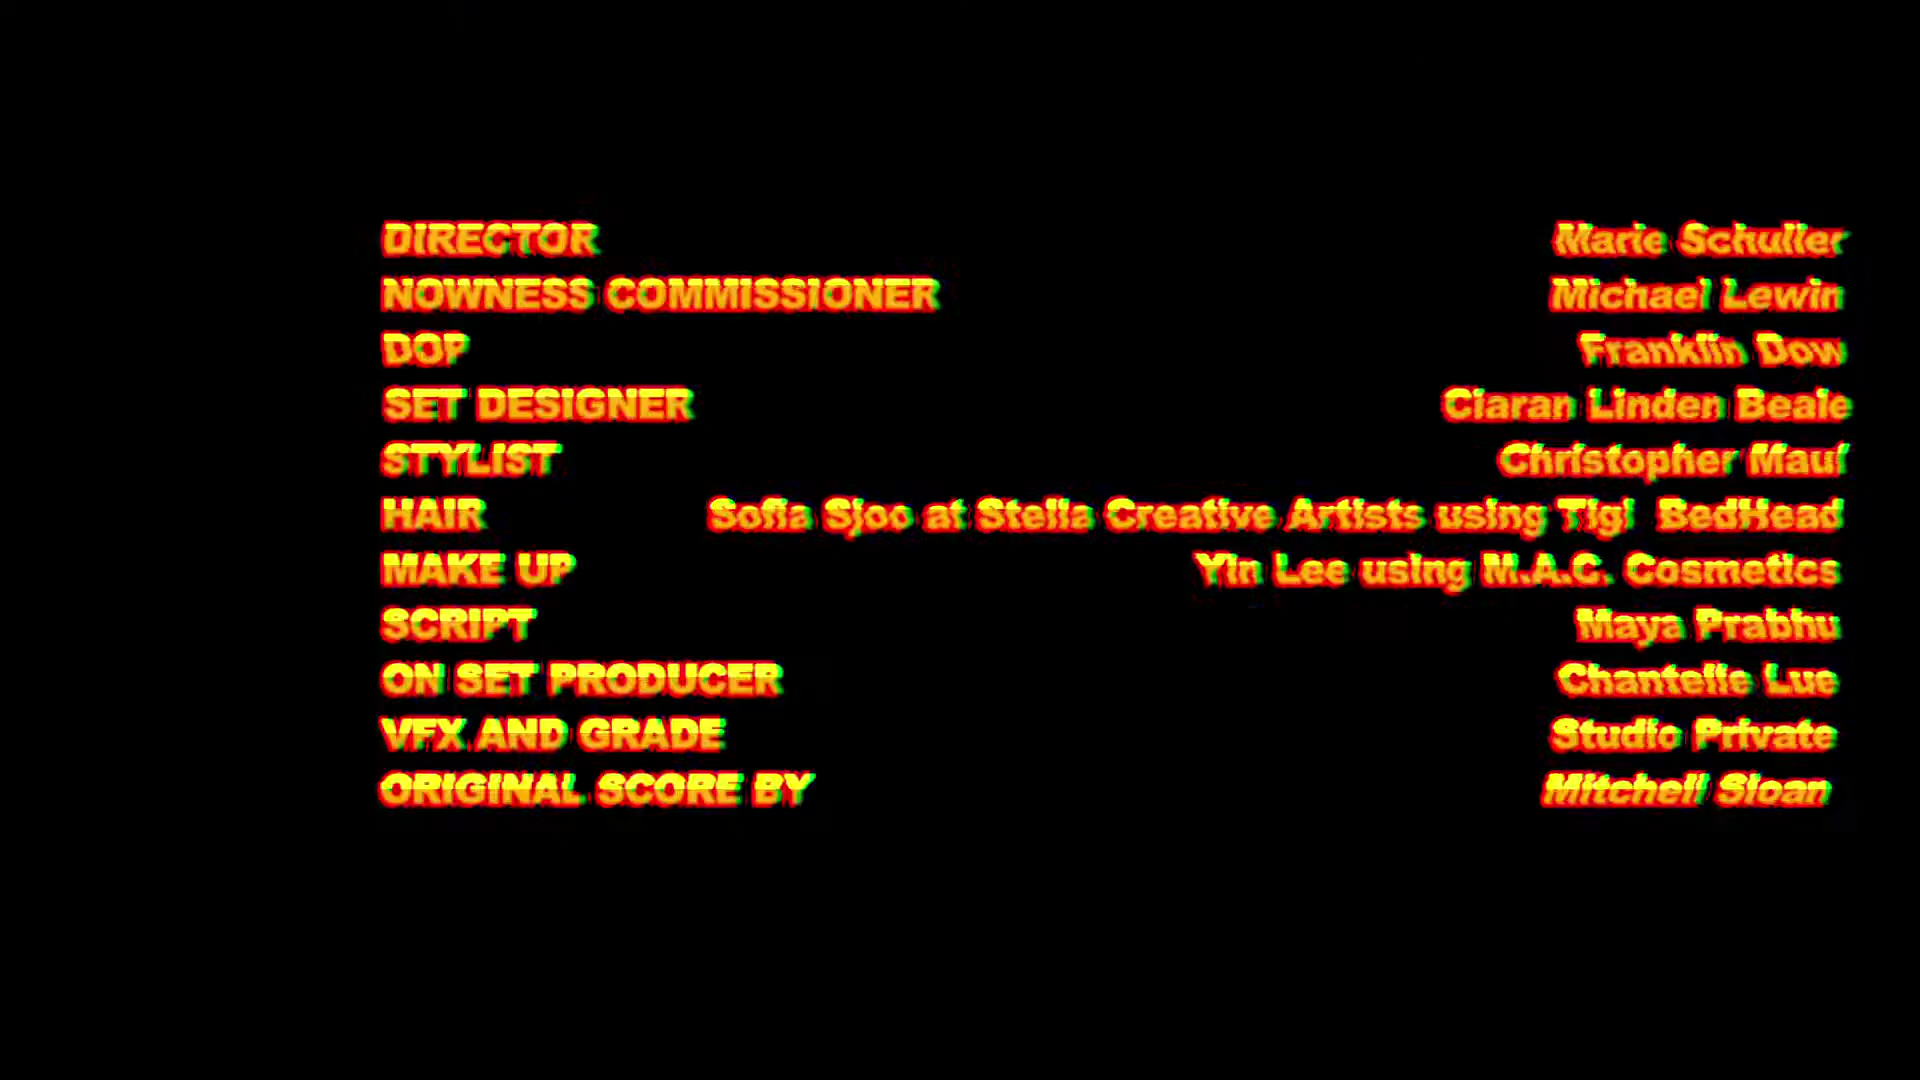 DIRECTOR Marie Schuller
NOWNESS COMMISSIONER Michael Lewin
DOP Franklin Dow
SET DESIGNER Ciaran Linden Beale
STYLIST Christopher Maul
HAIR Sofia Sjoo at Stella Creative Artists using Tigi BedHead
MAKE UP Yin Lee using M.A.C. Cosmetics
SCRIPT Maya Prabhu
ON SET PRODUCER Chantelle Lue
VFX AND GRADE Studio Private
ORIGINAL SCORE BY Mitchell Sloan